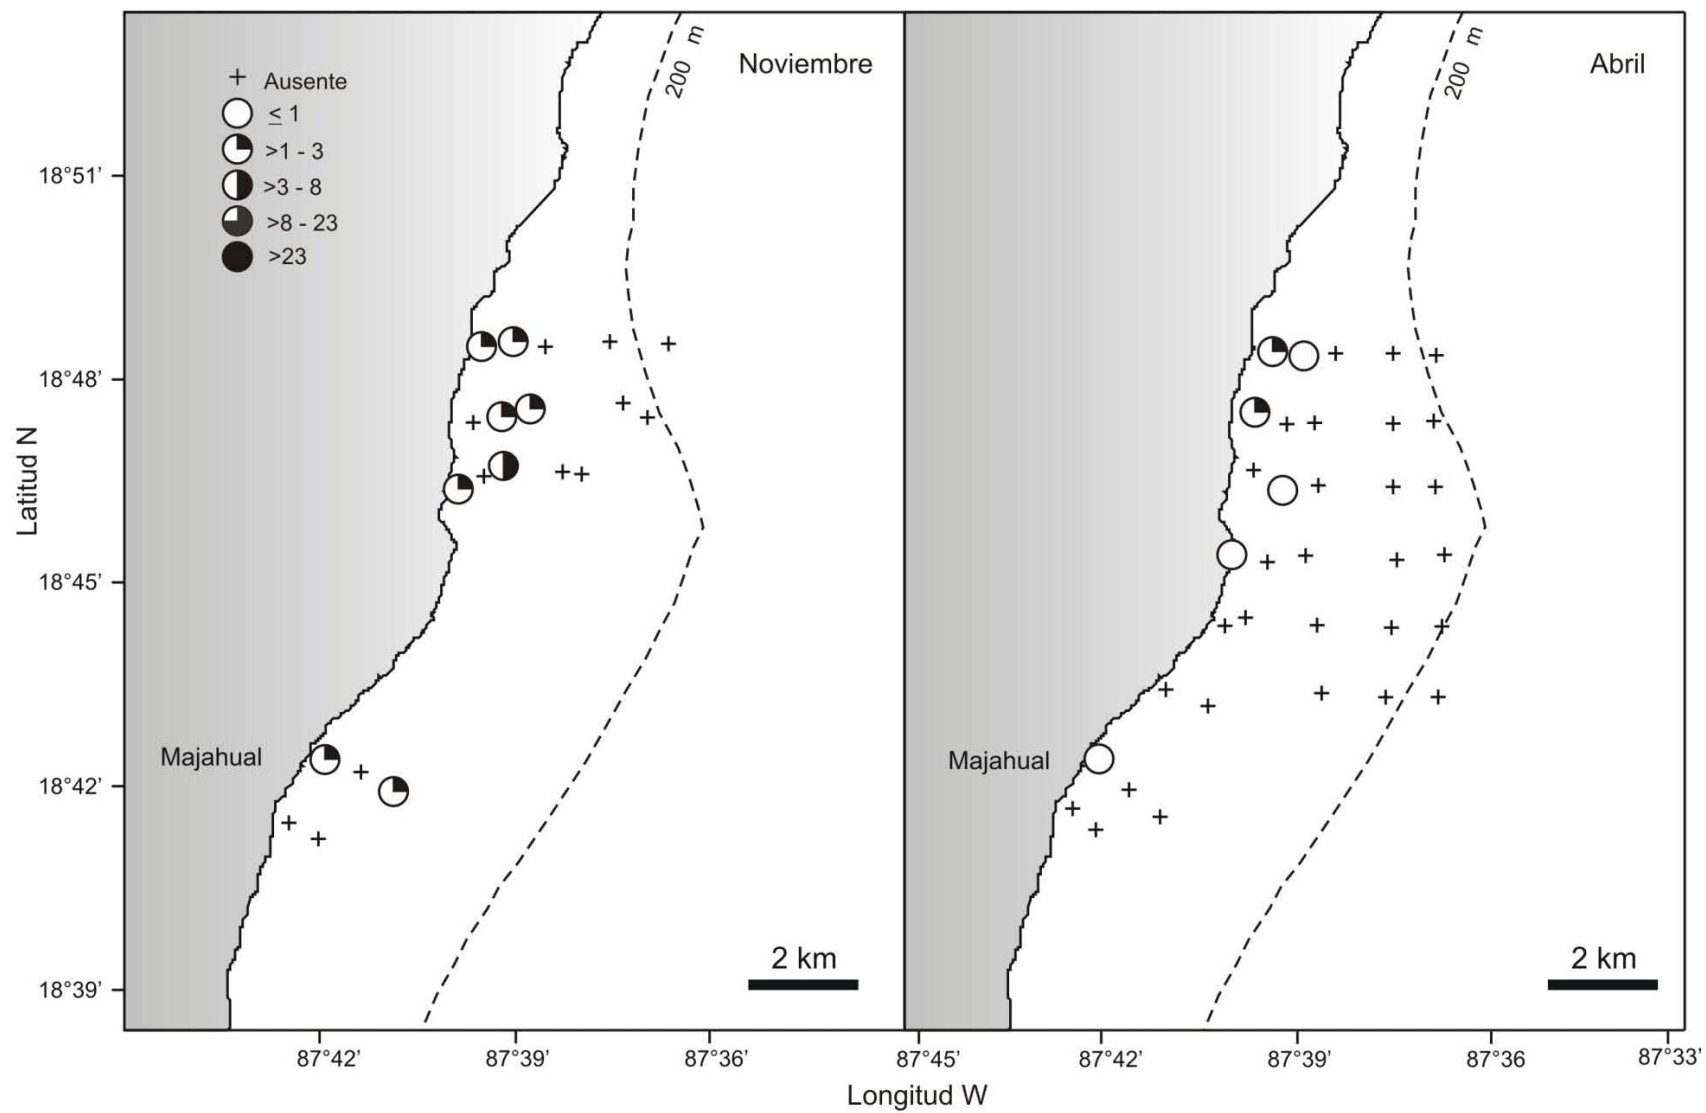 Noviembre
Abril
200 m
200 m
+ Ausente
≤ 1
>1 - 3
>3 - 8
>8 - 23
>23
18°51’
18°48’
18°45’
18°42’
18°39’
Latitud N
Majahual
Majahual
2 km
2 km
87°42’
87°39’
87°36’
87°45’
87°42’
87°39’
87°36
87°33’
Longitud W